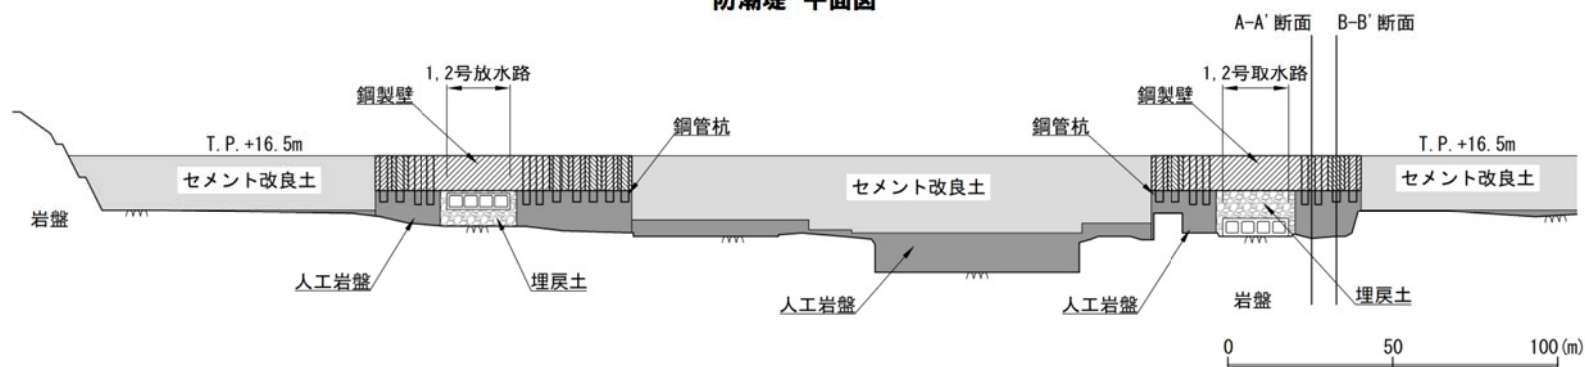 防潮堤 平面図
A-A' 断面 B-B' 断面
1,2号放水路
1,2号取水路
鋼製壁
鋼製壁
鋼管杭
鋼管杭
T.P.+16.5m
T.P.+16.5m
セメント改良土
セメント改良土
セメント改良土
岩盤
人工岩盤
埋戻土
人工岩盤
人工岩盤
岩盤
埋戻土
0 50 100(m)